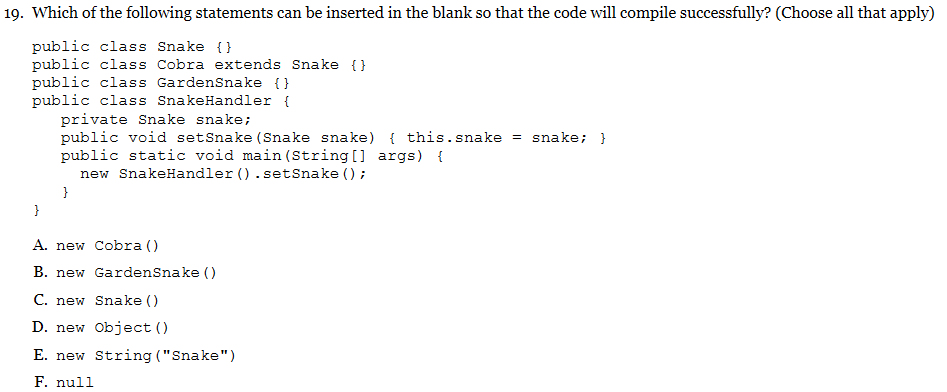 19. Which of the following statements can be inserted in the blank so that the code will compile successfully? (Choose all that apply)
public class Snake {}
public class Cobra extends Snake {}
public class GardenSnake {}
public class SnakeHandler {
private Snake snake;
public void setSnake(Snake snake) { this.snake = snake; }
public static void main(String[] args) {
new SnakeHandler().setSnake();
}
}
A. new Cobra()
B. new GardenSnake()
C. new Snake()
D. new Object()
E. new String("Snake")
F. null